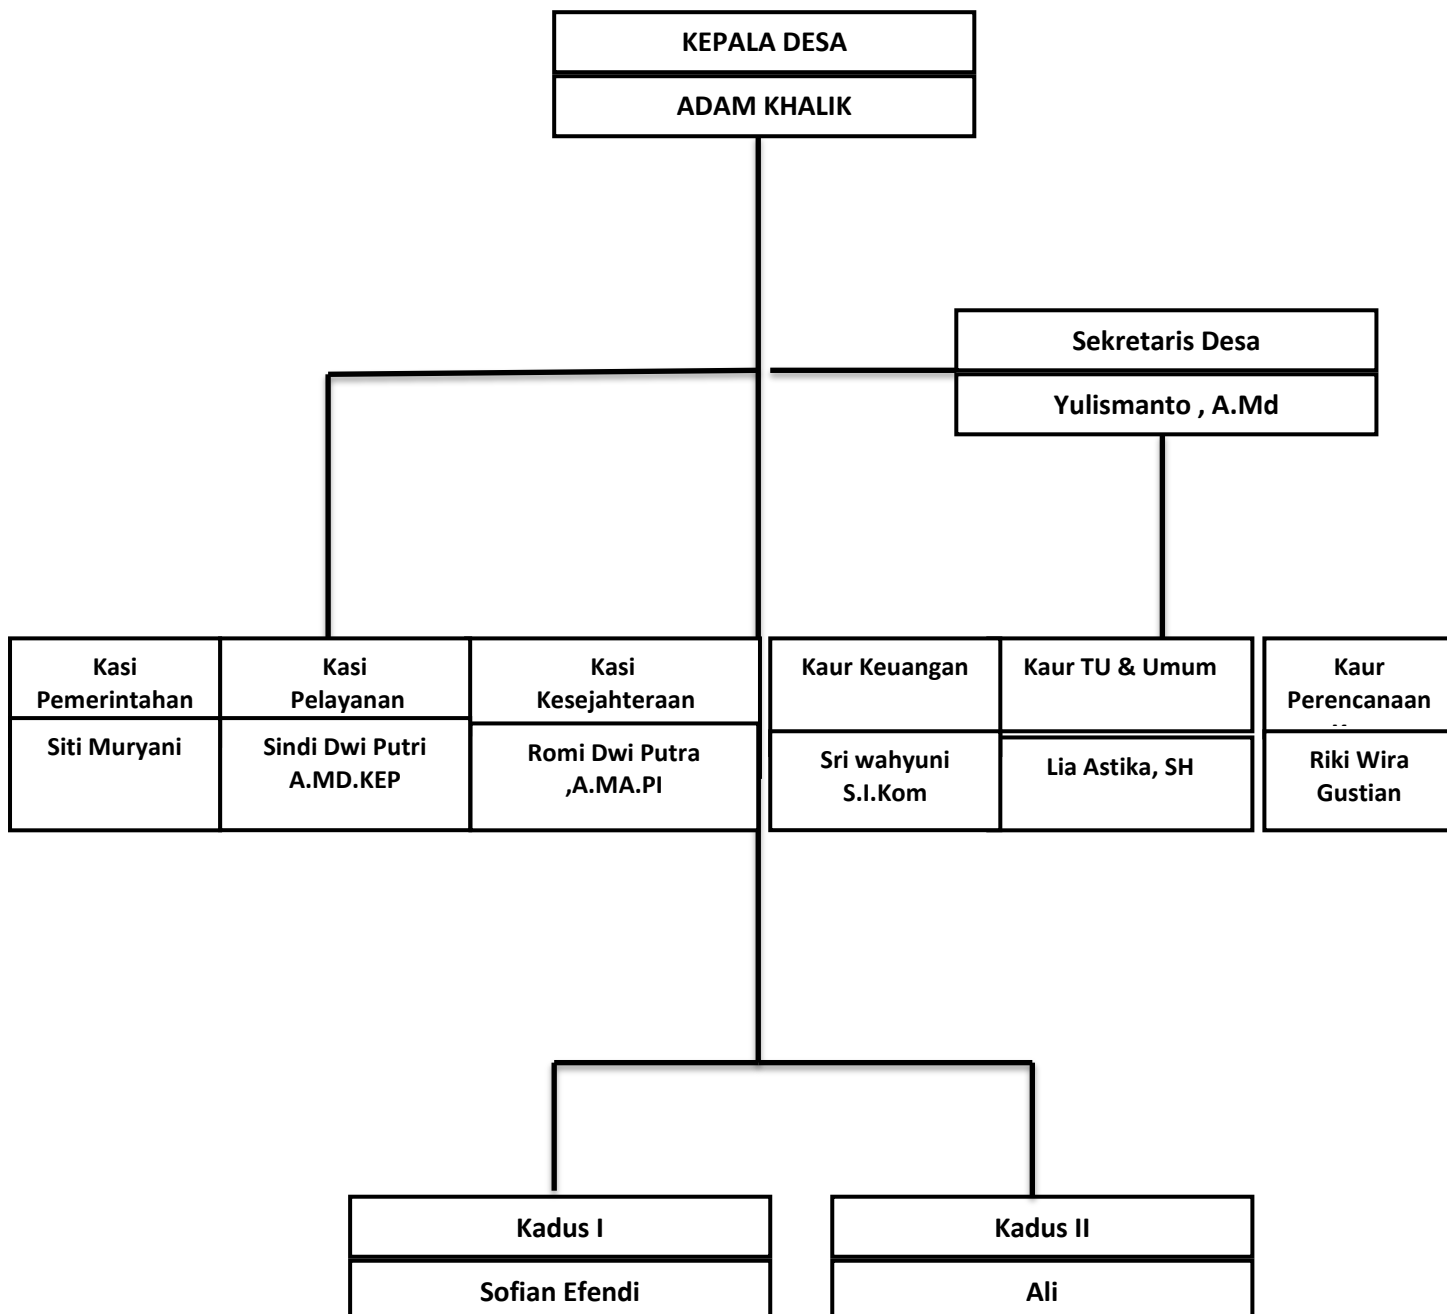 KEPALA DESA
ADAM KHALIK
Sekretaris Desa
Yulismanto , A.Md
Kasi
Pemerintahan
Siti Muryani
Kasi
Pelayanan
Sindi Dwi Putri
A.MD.KEP
Kasi
Kesejahteraan
Romi Dwi Putra
,A.MA.PI
Kaur Keuangan
Sri wahyuni
S.I.Kom
Kaur TU & Umum
Lia Astika, SH
Kaur
Perencanaan
Riki Wira
Gustian
Kadus I
Sofian Efendi
Kadus II
Ali